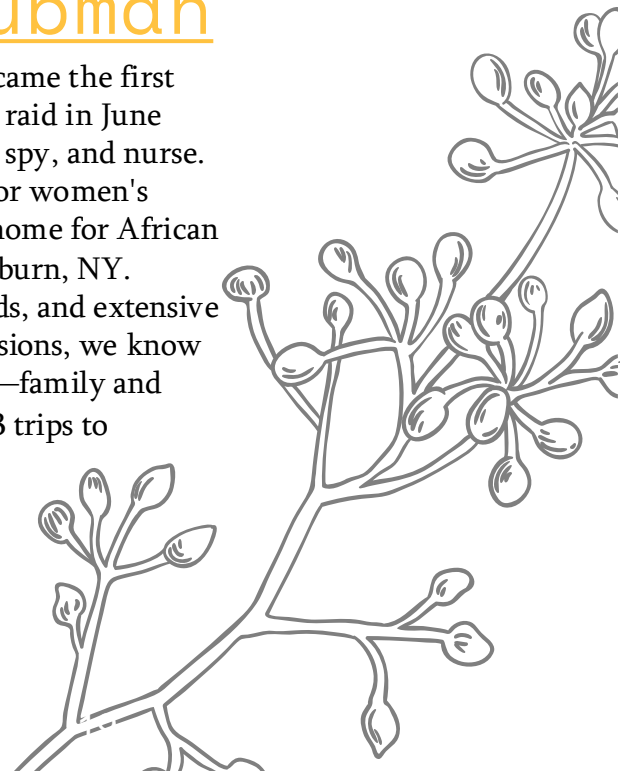 ubman
came the first
raid in June
spy, and nurse.
or women's
home for African
burn, NY.
ds, and extensive
sions, we know
—family and
3 trips to